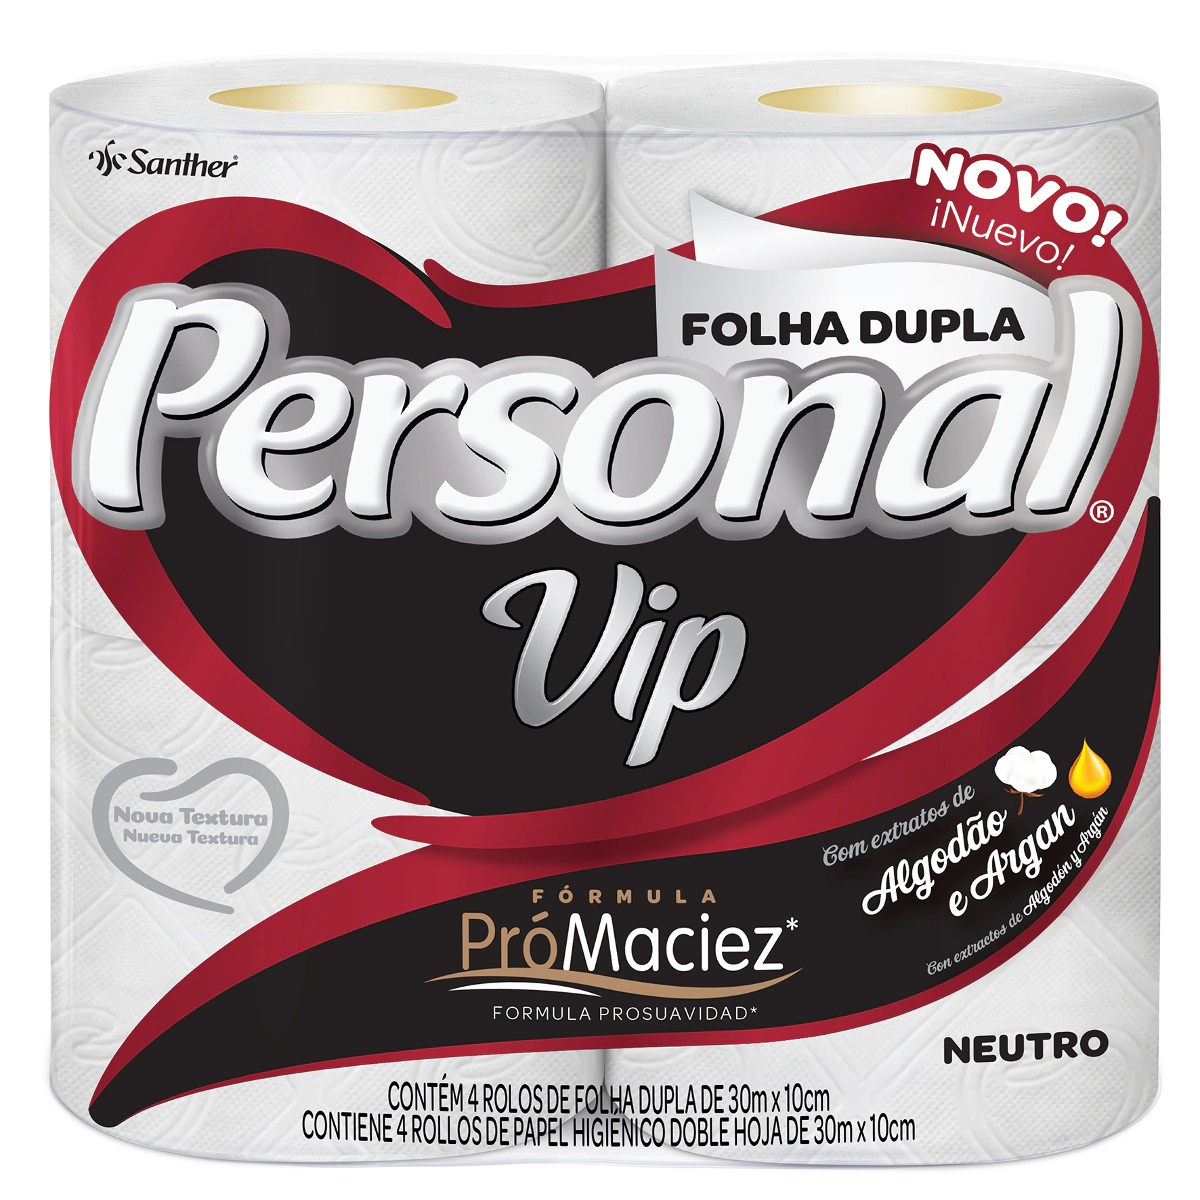 Santher®
NOVO!
¡Nuevo!
FOLHA DUPLA
Personal®
Vip
Nova Textura
Nueva Textura
Com extratos de
Algodão
e Argan
Con extractos de Algodón y Argán
FÓRMULA
PróMaciez*
FORMULA PROSUAVIDAD*
NEUTRO
CONTÉM 4 ROLOS DE FOLHA DUPLA DE 30m x 10cm
CONTIENE 4 ROLLOS DE PAPEL HIGIÉNICO DOBLE HOJA DE 30m x 10cm